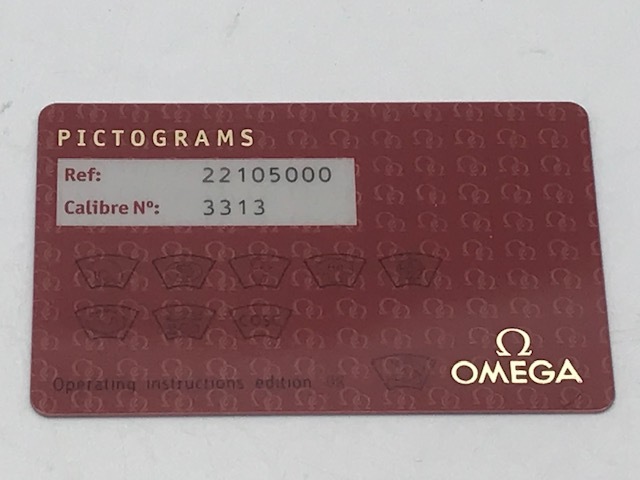 PICTOGRAMS
Ref: 22105000
Calibre Nº: 3313
Operating instructions edition
Ω
OMEGA